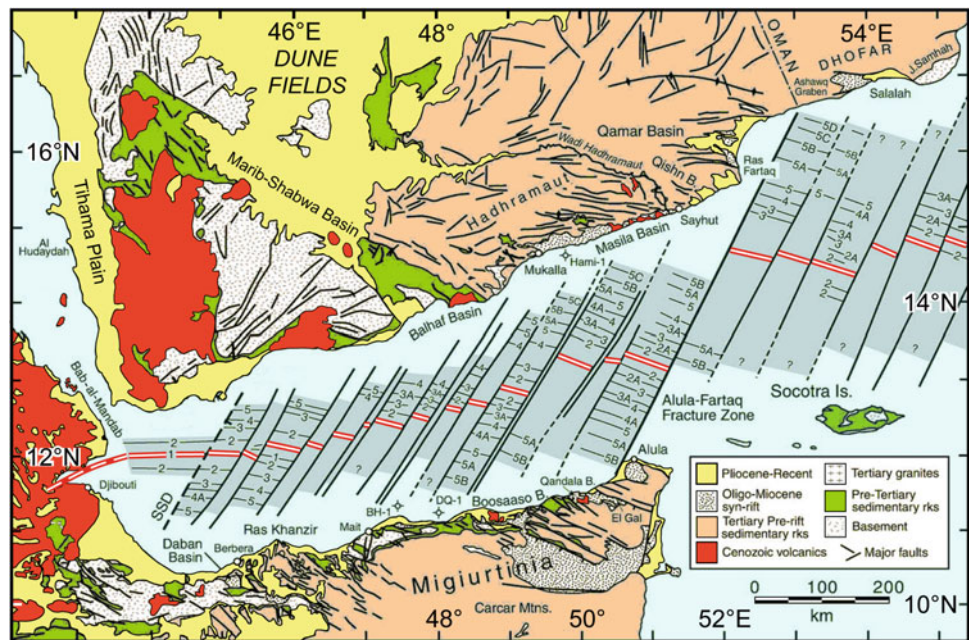 46°E
48°
54°E
DUNE
FIELDS
OMAN
DHOFAR
J.Samhah
Ashawq
Graben
Salalah
16°N
Qamar Basin
Wadi Hadhramaut
Qishn B.
Ras
Fartaq
Marib-Shabwa Basin
Hadhramaut
Tihama Plain
Al
Hudaydah
Sayhut
Masila Basin
Mukalla
Hami-1
14°N
Balhaf Basin
Bab-al-Mandab
Socotra Is.
Alula-Fartaq
Fracture Zone
12°N
Alula
Djibouti
SSD
Qandala B.
DQ-1
BH-1
Boosaaso B.
El Gal
Ras Khanzir
Mait
Daban
Basin
Berbera
Migiurtinia
Carcar Mtns.
48°
50°
52°E
10°N
Pliocene-Recent
Oligo-Miocene
syn-rift
Tertiary Pre-rift
sedimentary rks
Cenozoic volcanics
Tertiary granites
Pre-Tertiary
sedimentary rks
Basement
Major faults
0 100 200
km